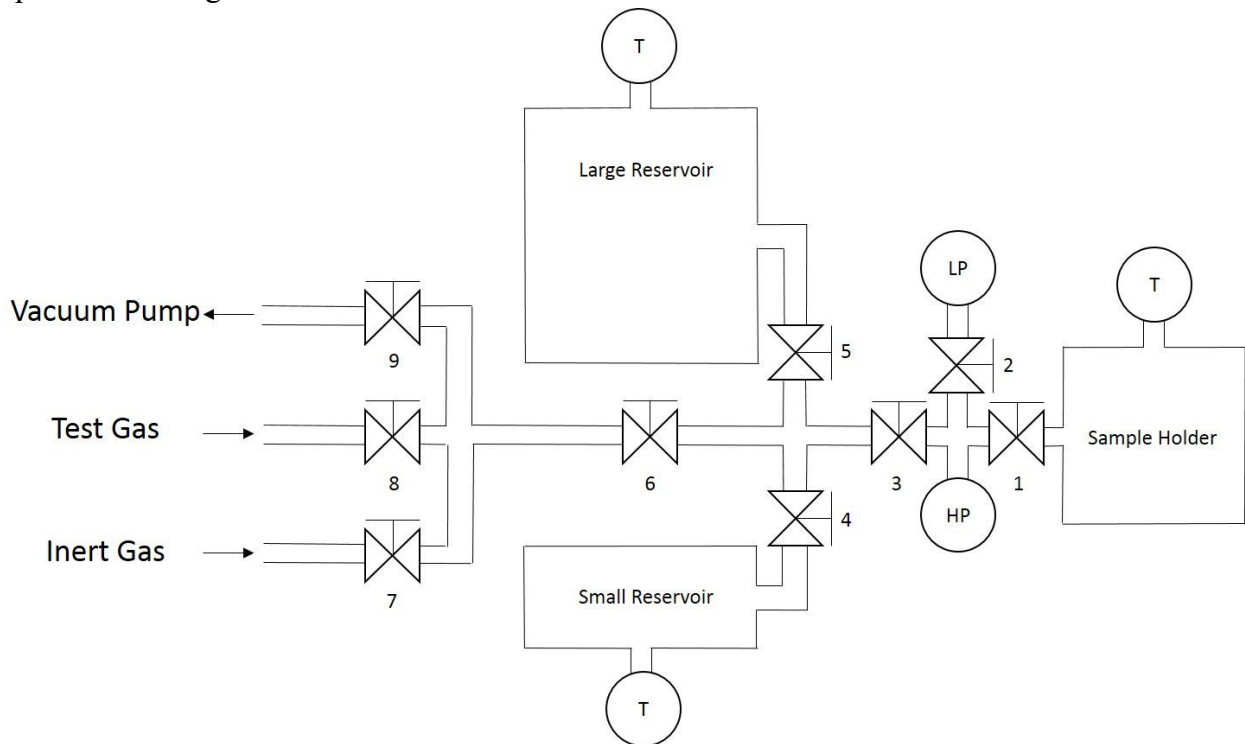 T
Large Reservoir
LP
T
Vacuum Pump
9
5
2
Test Gas
8
6
3
1
Sample Holder
HP
4
Inert Gas
7
Small Reservoir
T